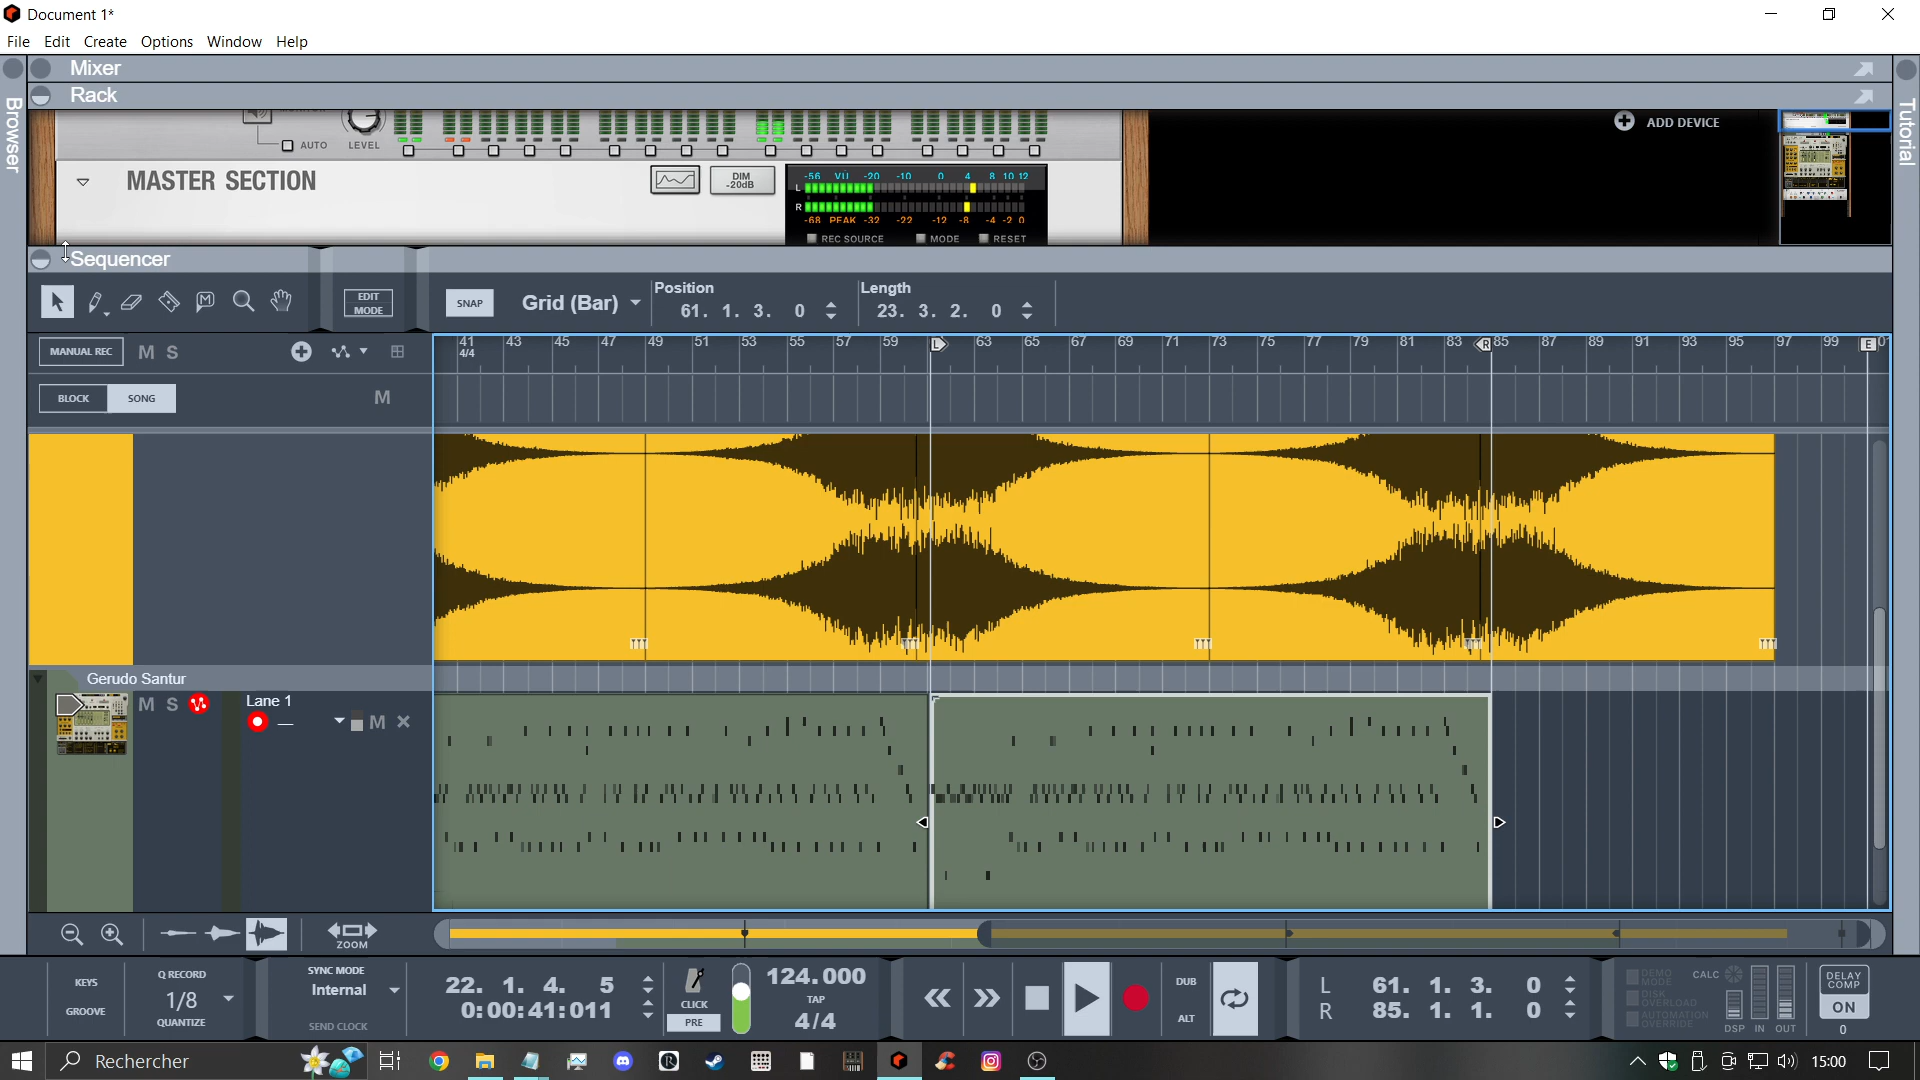 Document 1*
File Edit Create Options Window Help
Mixer
Rack
Browser
Tutorial
AUTO LEVEL
ADD DEVICE
MASTER SECTION
DIM
-20dB
-56 VU -20 -10 0 4 8 10 12
L
R
-68 PEAK -32 -22 -12 -8 -4 -2 0
REC SOURCE MODE RESET
Sequencer
EDIT
MODE
SNAP
Grid (Bar)
Position
61. 1. 3. 0
Length
23. 3. 2. 0
MANUAL REC M S
41 43 45 47 49 51 53 55 57 59 L 63 65 67 69 71 73 75 77 79 81 83 R 85 87 89 91 93 95 97 99 E
4/4
BLOCK SONG M
Gerudo Santur
M S
Lane 1
M
ZOOM
KEYS
GROOVE
Q RECORD
1/8
QUANTIZE
SYNC MODE
Internal
SEND CLOCK
22. 1. 4. 5
0:00:41:011
CLICK
PRE
124.000
TAP
4/4
DUB
ALT
L 61. 1. 3. 0
R 85. 1. 1. 0
DEMO
MODE
DISK
OVERLOAD
AUTOMATION
OVERRIDE
CALC
DSP IN OUT
DELAY
COMP
ON
0
Rechercher
15:00